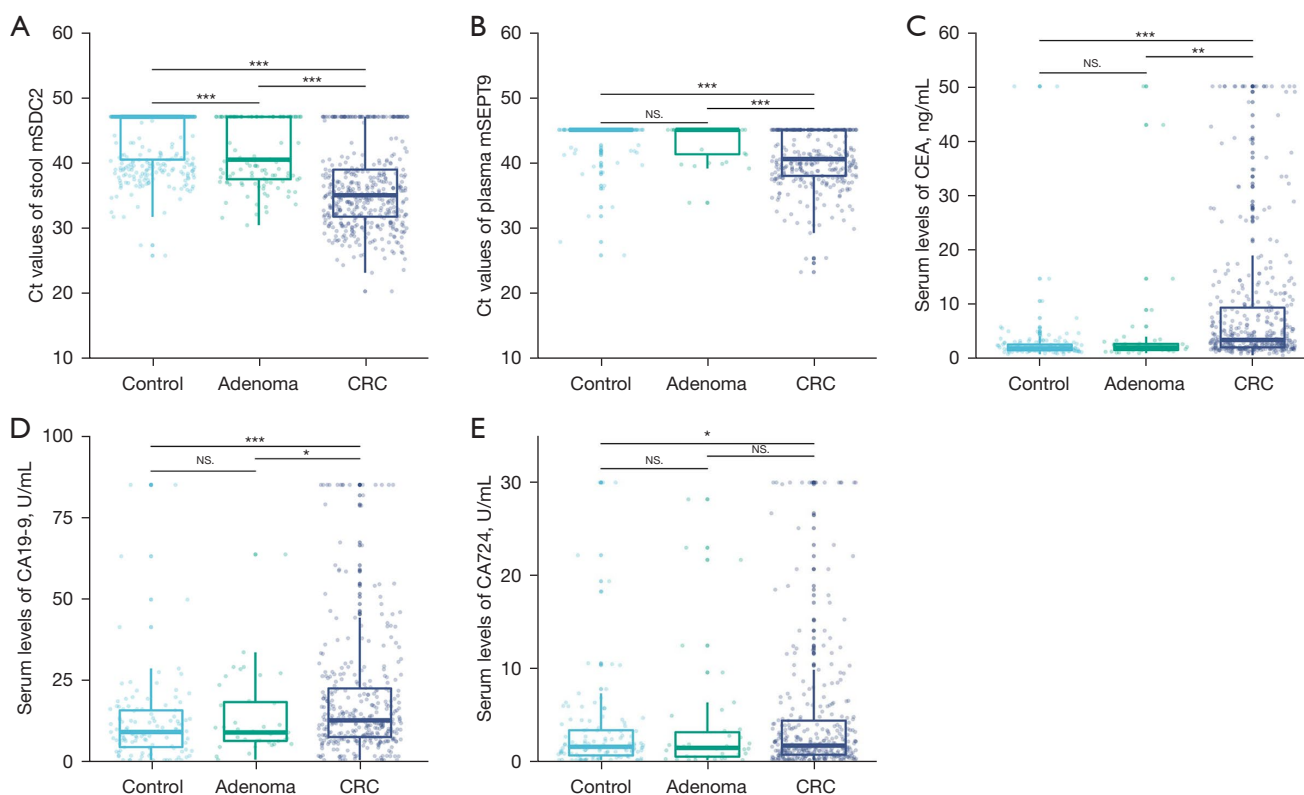 A
Ct values of stool mSDC2
60
50
40
30
20
10
***
***
***
Control
Adenoma
CRC
B
Ct values of plasma mSEPT9
60
50
40
30
20
10
***
***
NS.
Control
Adenoma
CRC
C
Serum levels of CEA, ng/mL
60
50
40
30
20
10
0
***
**
NS.
Control
Adenoma
CRC
D
Serum levels of CA19-9, U/mL
100
75
50
25
0
***
*
NS.
Control
Adenoma
CRC
E
Serum levels of CA724, U/mL
30
20
10
0
*
NS.
NS.
Control
Adenoma
CRC